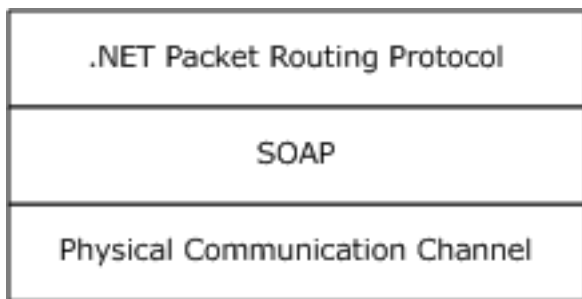 .NET Packet Routing Protocol
SOAP
Physical Communication Channel